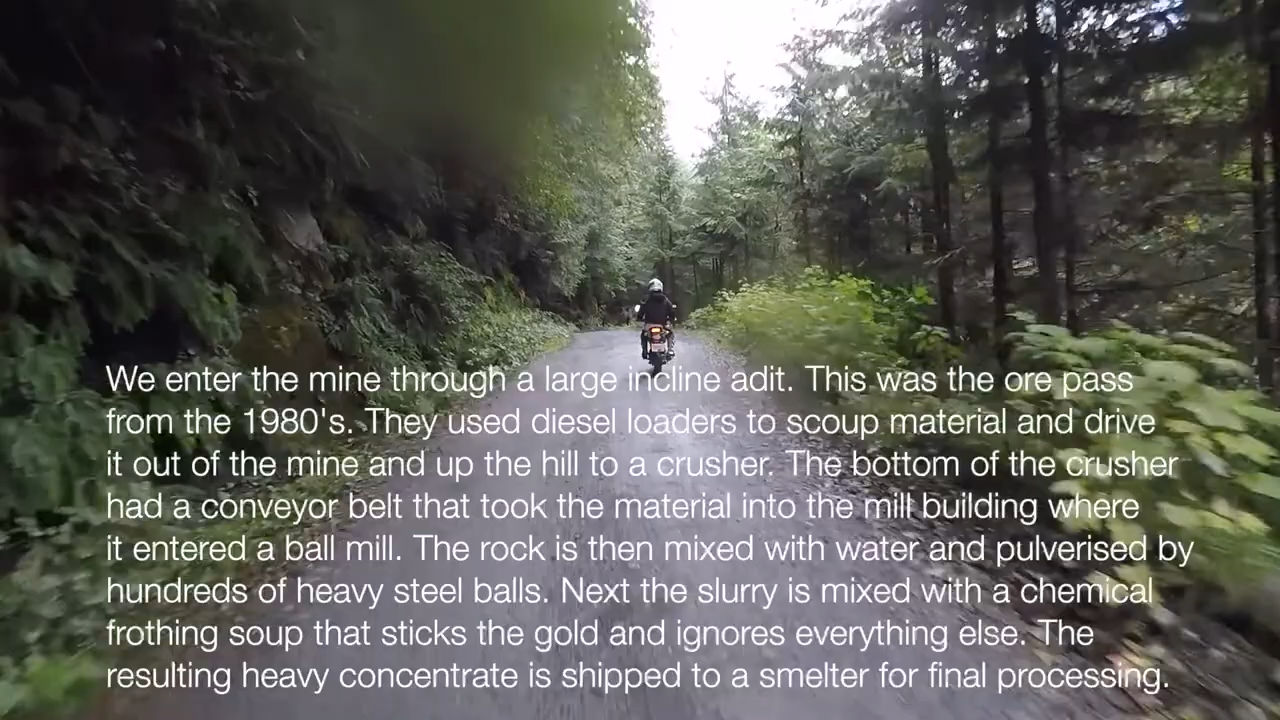 We enter the mine through a large incline adit. This was the ore pass
from the 1980's. They used diesel loaders to scoup material and drive
it out of the mine and up the hill to a crusher. The bottom of the crusher
had a conveyor belt that took the material into the mill building where
it entered a ball mill. The rock is then mixed with water and pulverised by
hundreds of heavy steel balls. Next the slurry is mixed with a chemical
frothing soup that sticks the gold and ignores everything else. The
resulting heavy concentrate is shipped to a smelter for final processing.